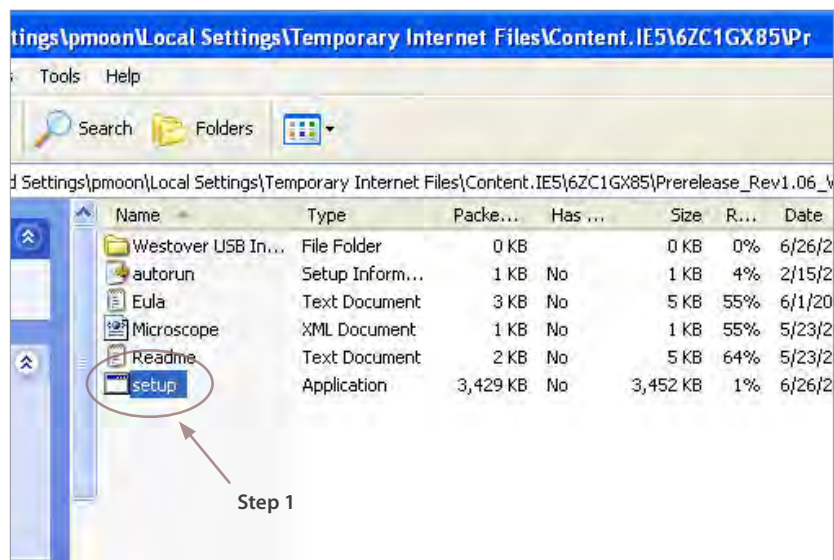 tings\pmoon\Local Settings\Temporary Internet Files\Content.IE5\6ZC1GX85\Pr
s Tools Help
Search Folders
d Settings\pmoon\Local Settings\Temporary Internet Files\Content.IE5\6ZC1GX85\Prerelease_Rev1.06_
Name Type Packe... Has ... Size R... Date
Westover USB In... File Folder 0 KB 0 KB 0% 6/26/2
autorun Setup Inform... 1 KB No 1 KB 4% 2/15/2
Eula Text Document 3 KB No 5 KB 55% 6/1/20
Microscope XML Document 1 KB No 1 KB 55% 5/23/2
Readme Text Document 2 KB No 5 KB 64% 5/23/2
setup Application 3,429 KB No 3,452 KB 1% 6/26/2
Step 1